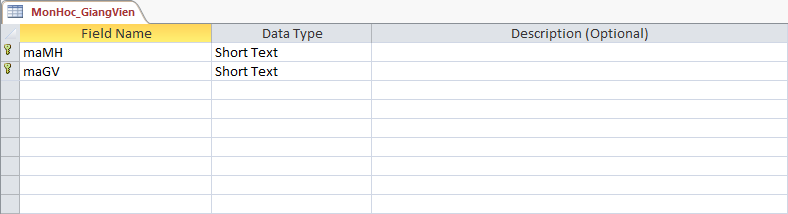 MonHoc_GiangVien
Field Name Data Type Description (Optional)
maMH Short Text
maGV Short Text